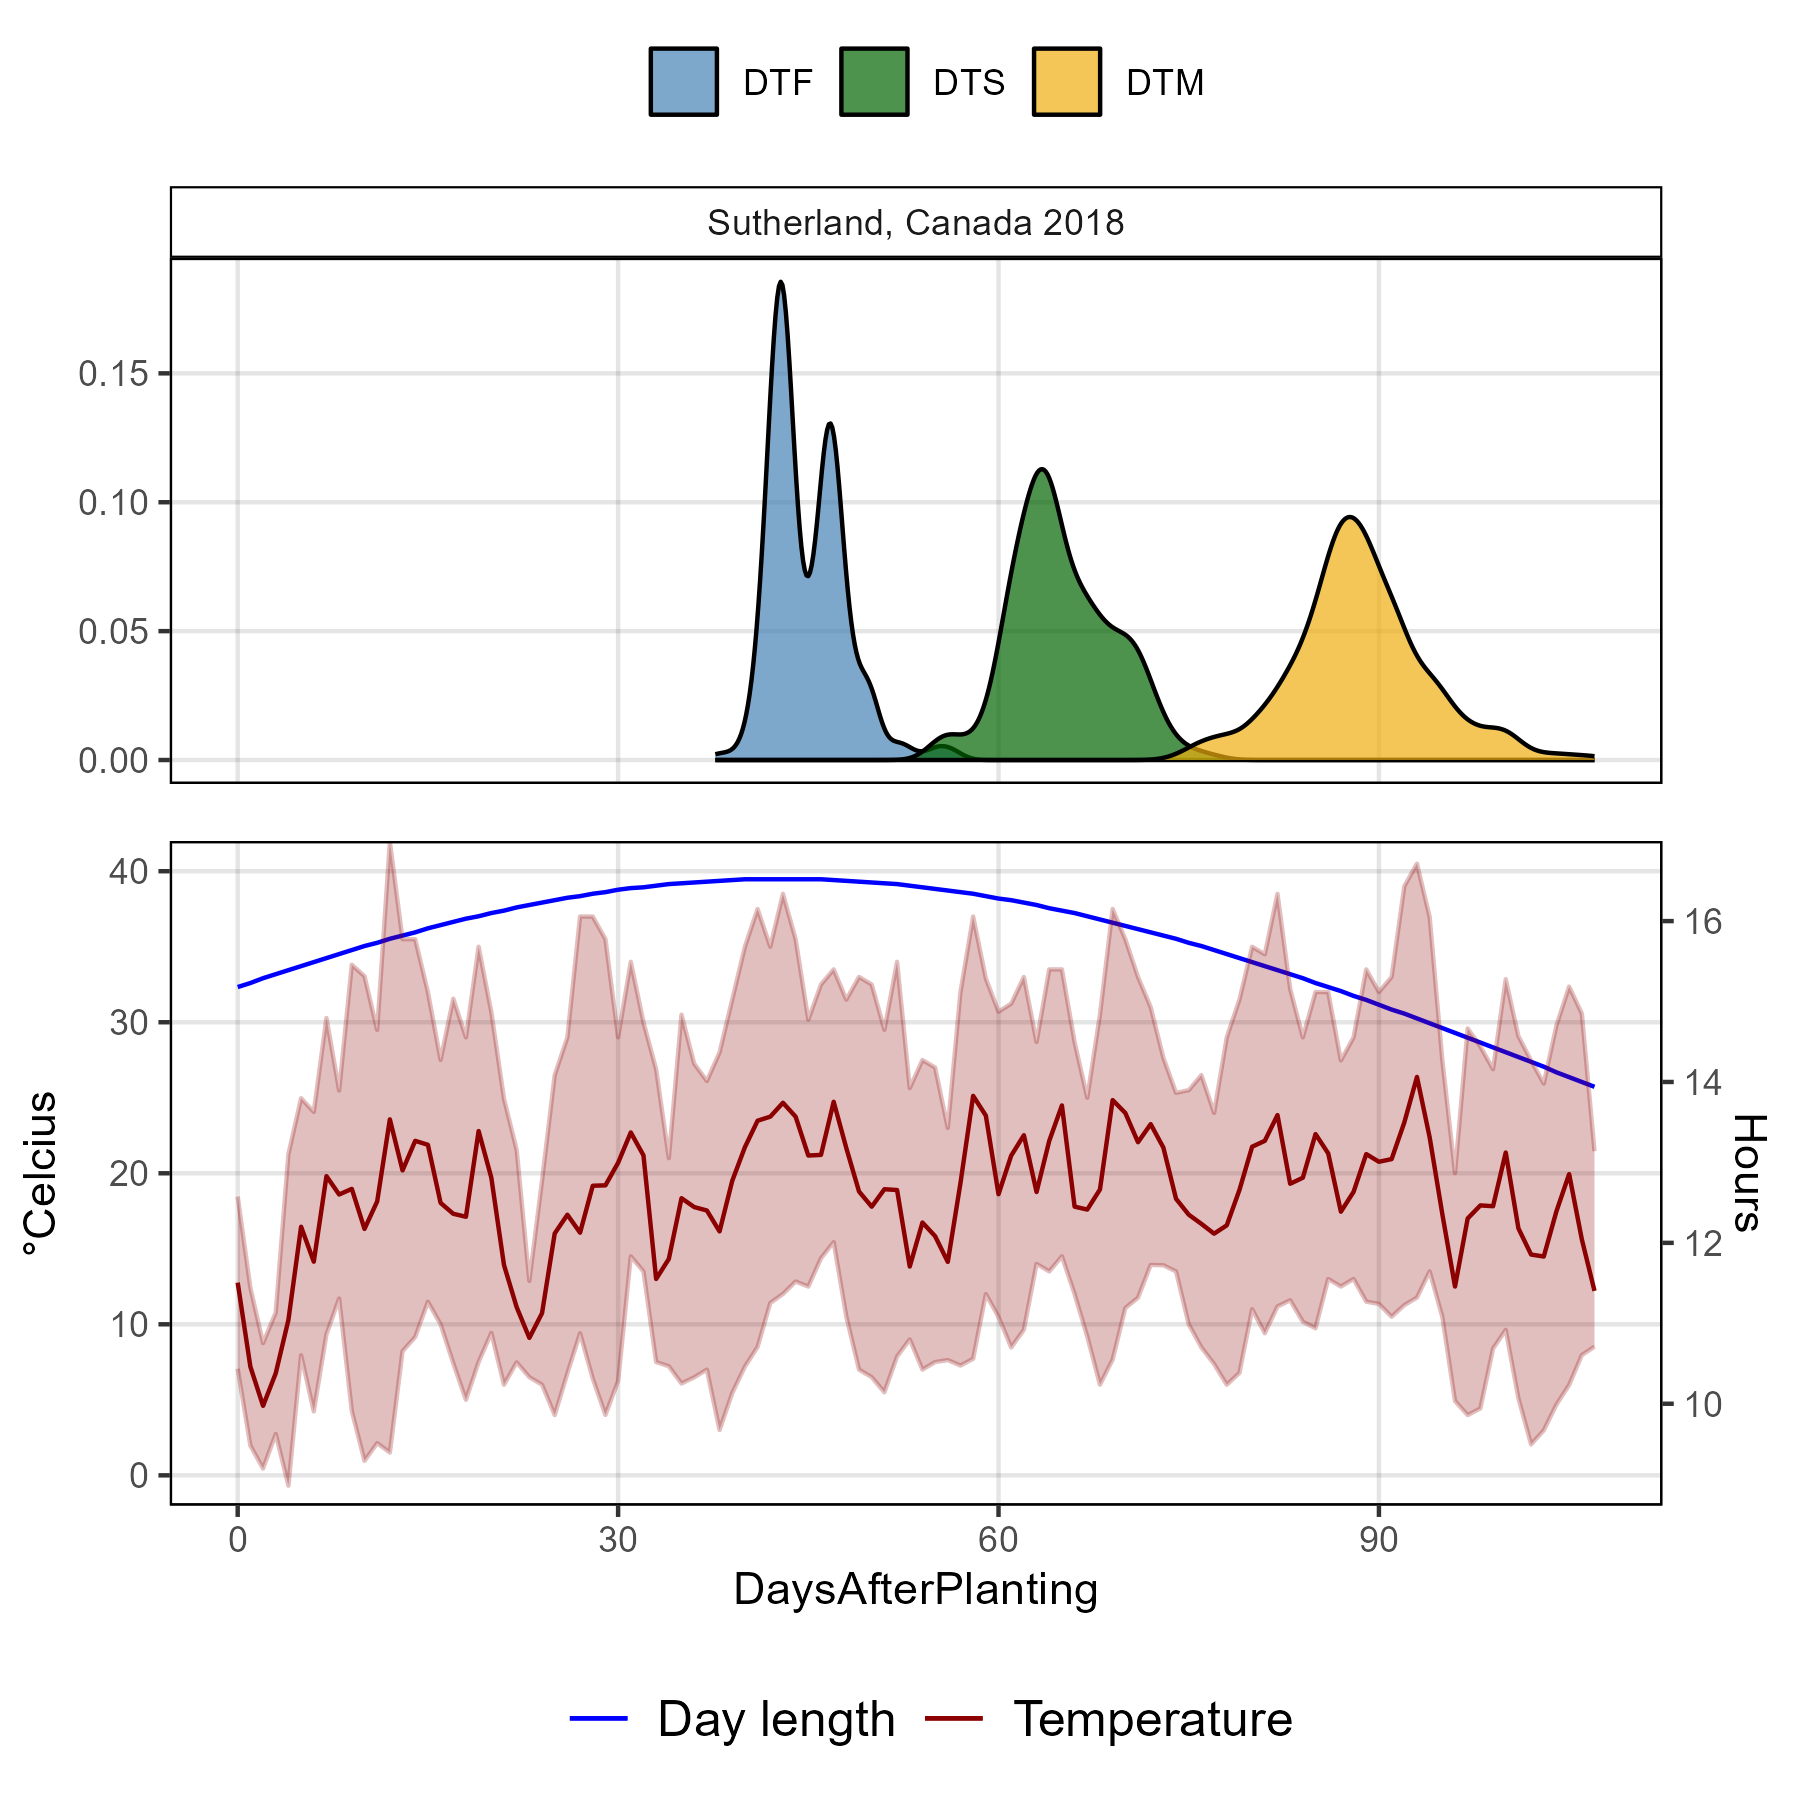 DTF DTS DTM
Sutherland, Canada 2018
0.15
0.10
0.05
0.00
40
30
20
10
0
°Celcius
16
14
12
10
Hours
0 30 60 90
DaysAfterPlanting
Day length Temperature